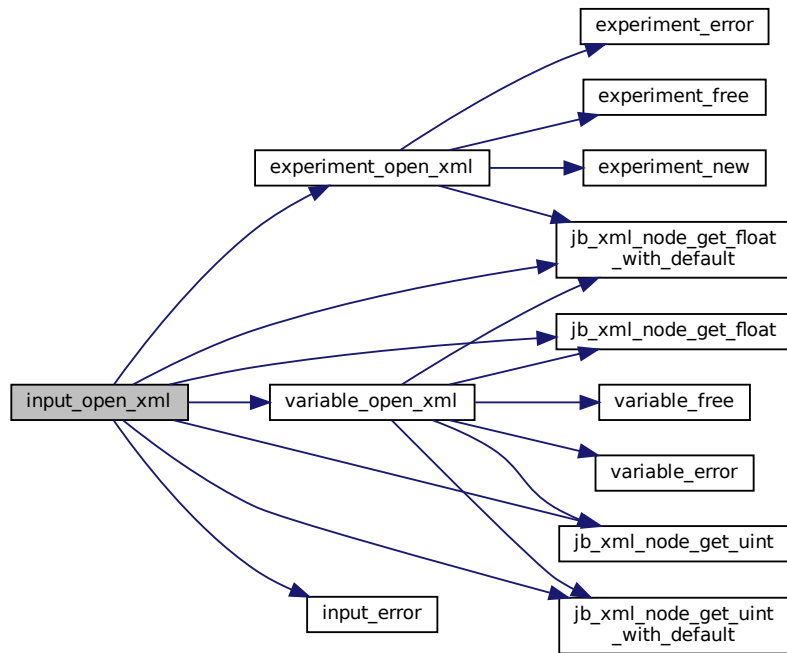 experiment_error
experiment_free
experiment_open_xml
experiment_new
jb_xml_node_get_float
_with_default
jb_xml_node_get_float
input_open_xml
variable_open_xml
variable_free
variable_error
jb_xml_node_get_uint
input_error
jb_xml_node_get_uint
_with_default